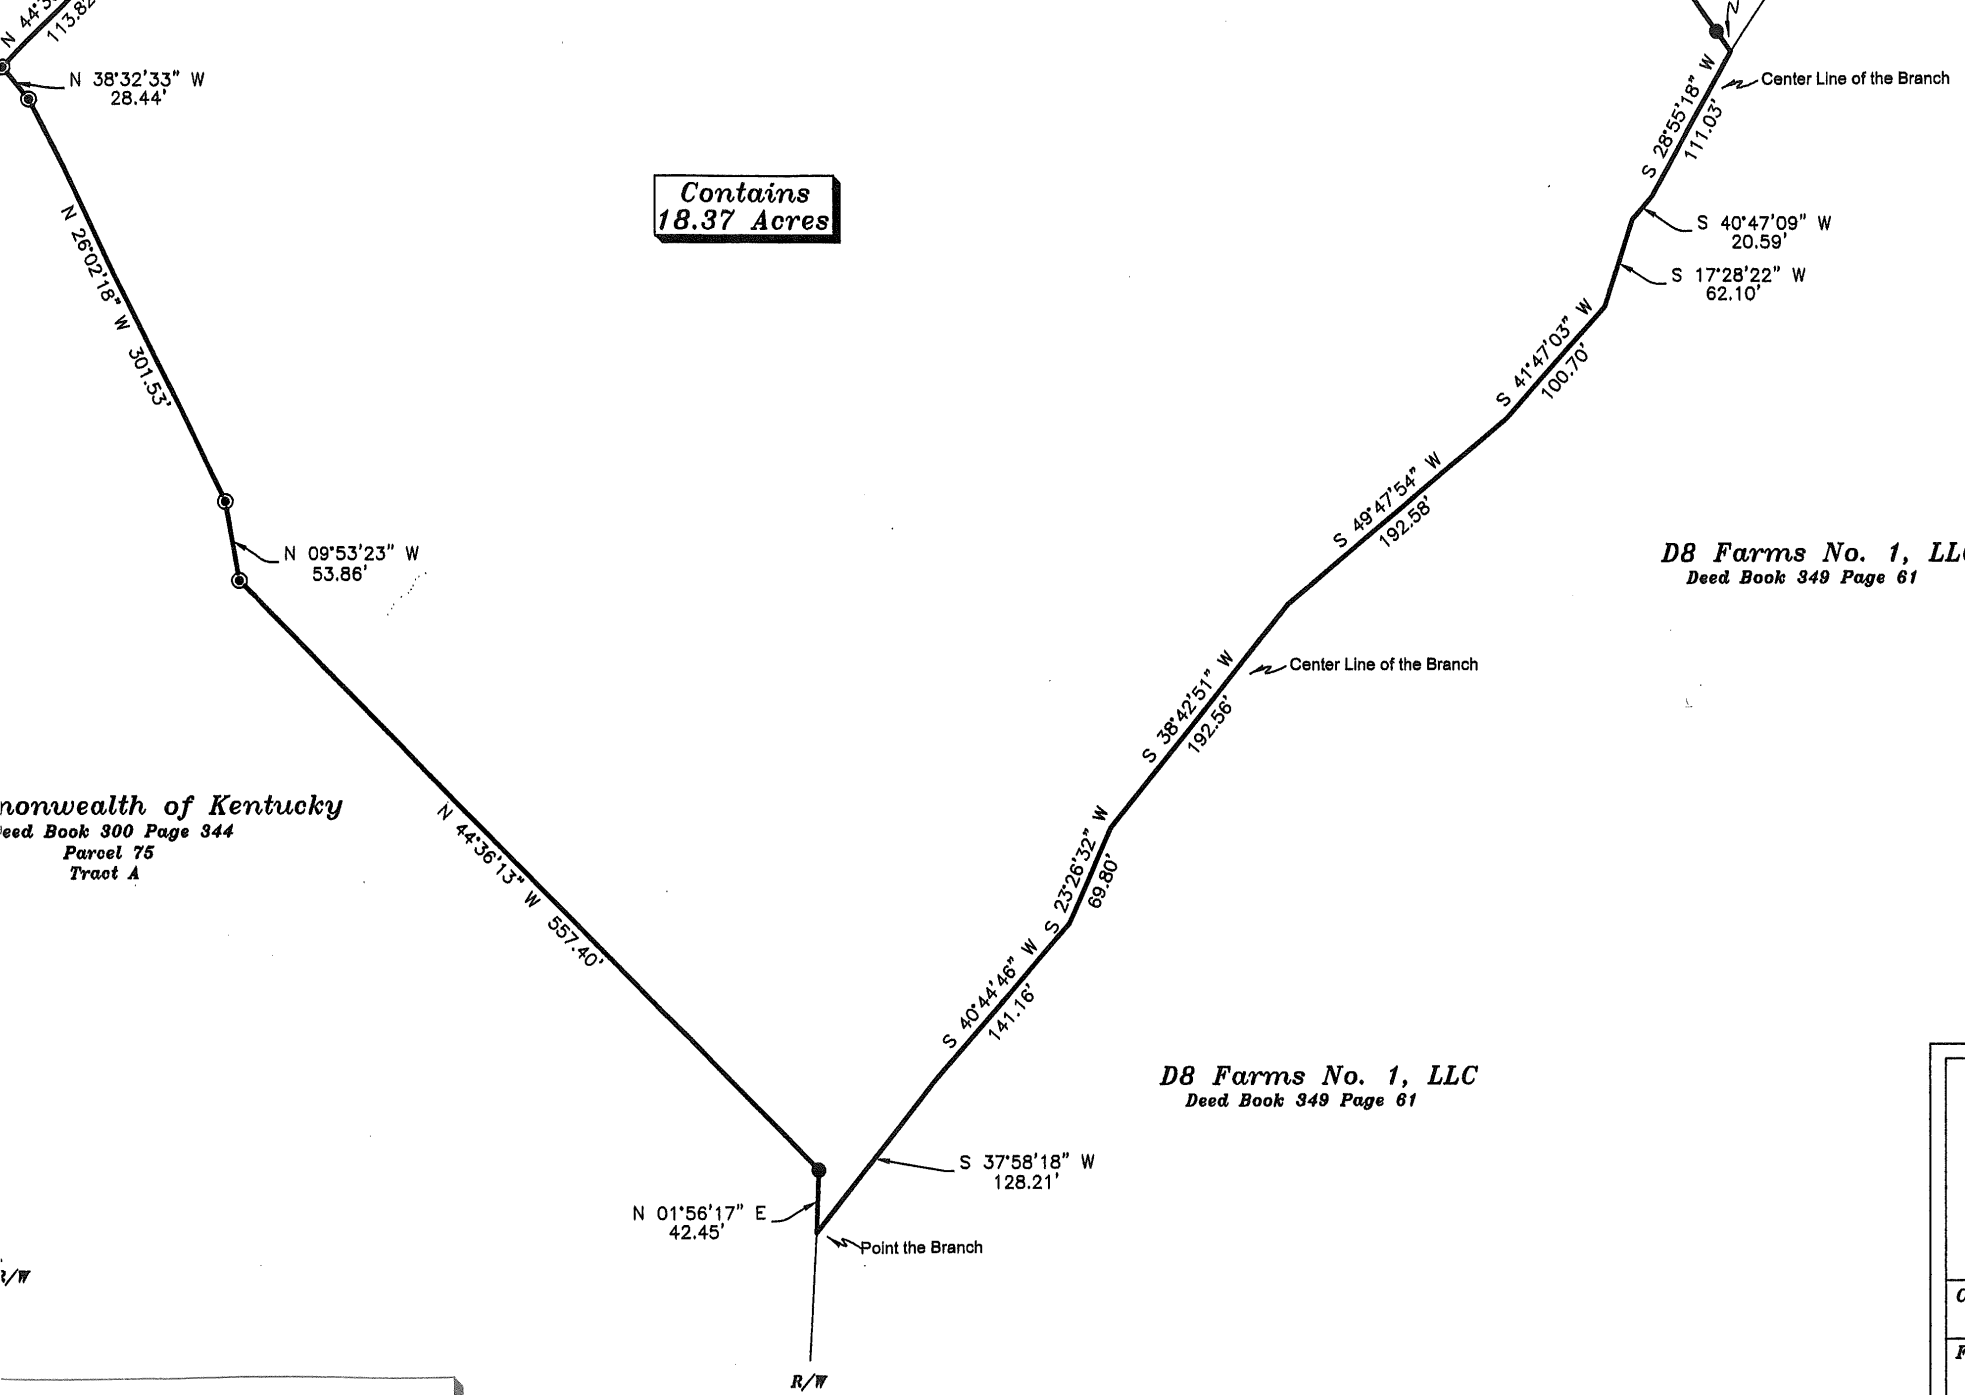 113.82
N 38°32'33" W
28.44'
Center Line of the Branch
S 28°55'18" W
111.03'
Contains
18.37 Acres
S 40°47'09" W
20.59'
N 26°02'18" W 301.53'
S 17°28'22" W
62.10'
S 41°47'03" W
100.70'
S 49°47'54" W
192.58'
N 09°53'23" W
53.86'
D8 Farms No. 1, LLC
Deed Book 349 Page 61
S 38°42'51" W
192.56'
Center Line of the Branch
nonwealth of Kentucky
eed Book 300 Page 344
Parcel 75
Tract A
N 44°36'13" W 557.40'
S 23°26'32" W
69.80'
S 40°44'46" W
141.16'
D8 Farms No. 1, LLC
Deed Book 349 Page 61
S 37°58'18" W
128.21'
N 01°56'17" E
42.45'
Point the Branch
R/W
R/W